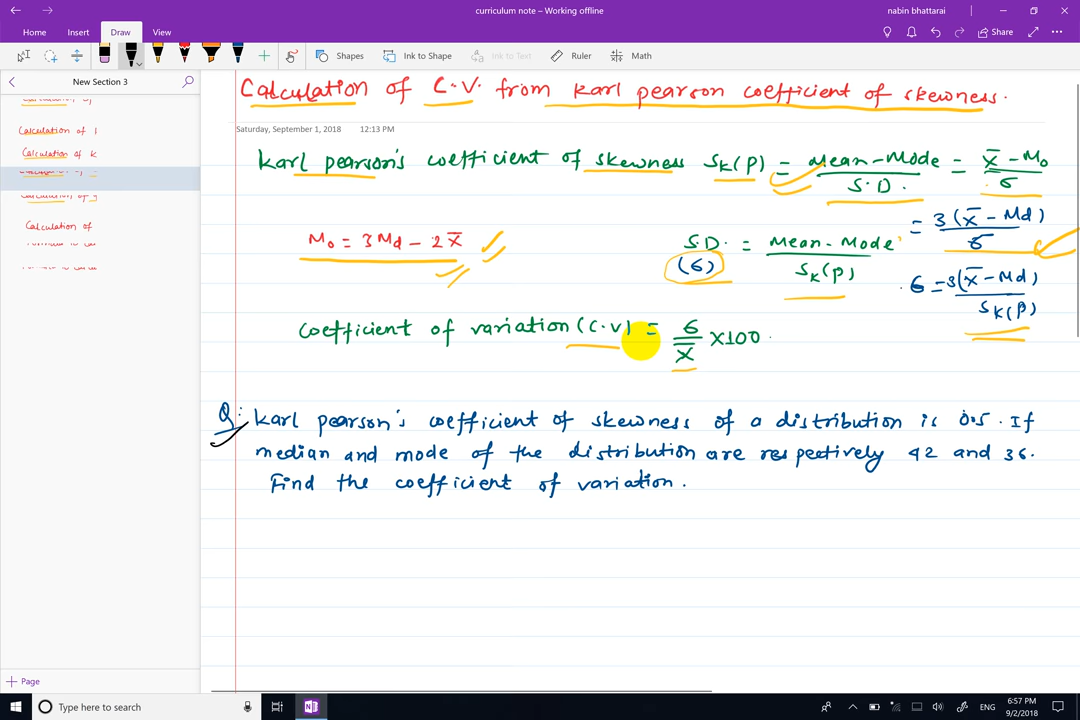 curriculum note – Working offline
nabin bhattarai
Home Insert Draw View
Share
Shapes Ink to Shape Ink to Text Ruler Math
New Section 3
Calculation of C.V. from Karl pearson coefficient of skewness.
Saturday, September 1, 2018 12:13 PM
Calculation of
Calculation of k
Calculation of
Karl pearson's coefficient of skewness Sk(P) = Mean-Mode / S.D. = x̄ - Mo / σ
= 3(x̄ - Md) / σ
Mo = 3Md - 2x̄
S.D. (σ) = Mean-Mode / Sk(P)
σ = 3(x̄ - Md) / Sk(P)
Coefficient of variation (C.V) = σ / x̄ ×100
Q: Karl pearson's coefficient of skewness of a distribution is 0.5. If
median and mode of the distribution are respectively 42 and 36.
Find the coefficient of variation.
+ Page
Type here to search
ENG
6:57 PM
9/2/2018